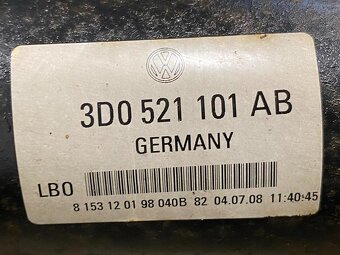 3D0 521 101 AB
GERMANY
LBO
8 153 12 01 98 040B 82 04.07.08 11:40:45